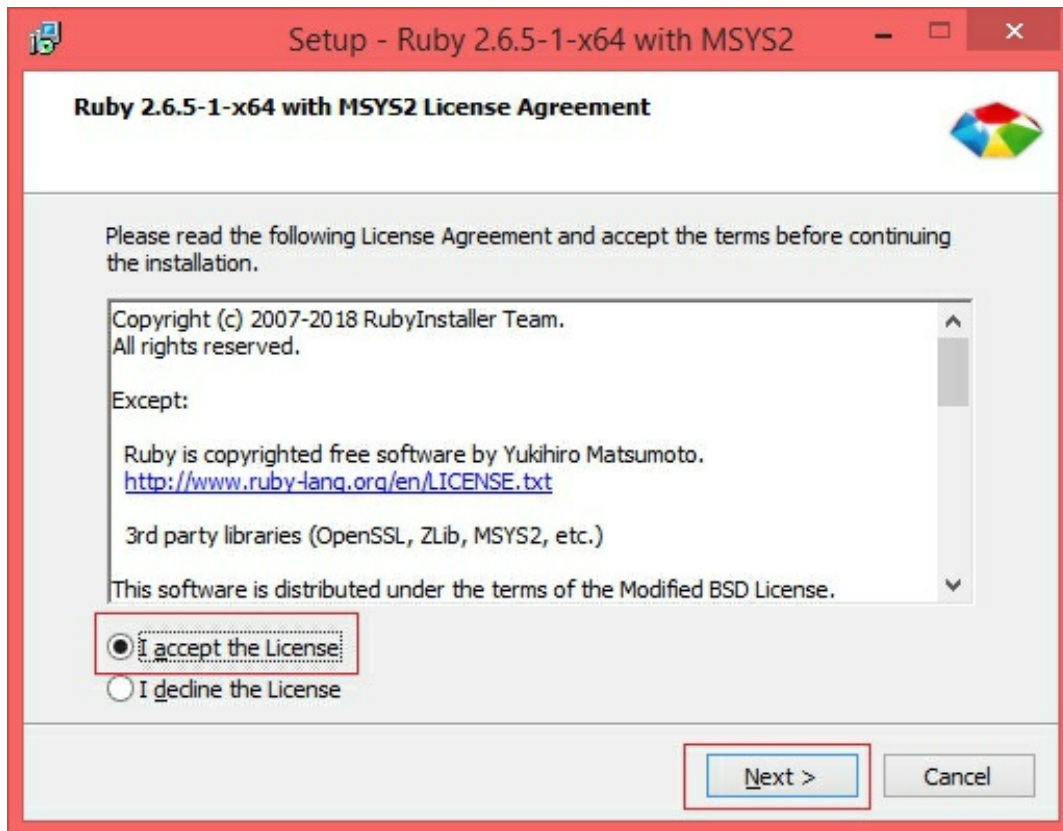 Setup - Ruby 2.6.5-1-x64 with MSYS2
Ruby 2.6.5-1-x64 with MSYS2 License Agreement
Please read the following License Agreement and accept the terms before continuing
the installation.
Copyright (c) 2007-2018 RubyInstaller Team.
All rights reserved.
Except:
Ruby is copyrighted free software by Yukihiro Matsumoto.
http://www.ruby-lang.org/en/LICENSE.txt
3rd party libraries (OpenSSL, ZLib, MSYS2, etc.)
This software is distributed under the terms of the Modified BSD License.
I accept the License
I decline the License
Next >
Cancel